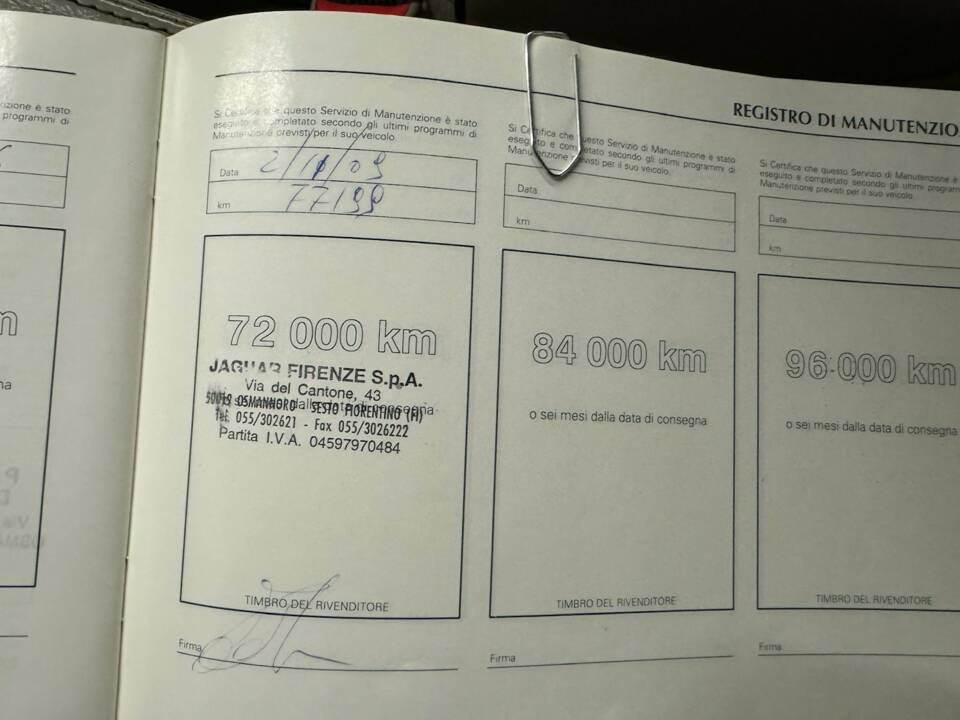 nzione è stato
programmi di
REGISTRO DI MANUTENZIO
Si Certifica che questo Servizio di Manutenzione è stato
eseguito e completato secondo gli ultimi programmi di
Manutenzione previsti per il suo veicolo.
Data
km 77199
72 000 km
JAGUAR FIRENZE S.p.A.
Via del Cantone, 43
50019 OSMANNORO - SESTO FIORENTINO (FI)
Tel. 055/302621 - Fax 055/3026222
Partita I.V.A. 04597970484
TIMBRO DEL RIVENDITORE
Firma
Si Certifica che questo Servizio di Manutenzione è stato
eseguito e completato secondo gli ultimi programmi di
Manutenzione previsti per il suo veicolo.
Data
km
84 000 km
o sei mesi dalla data di consegna
TIMBRO DEL RIVENDITORE
Firma
Si Certifica che questo Servizio di Manutenzione è
eseguito e completato secondo gli ultimi program
Manutenzione previsti per il suo veicolo.
Data
km
96 000 km
o sei mesi dalla data di consegna
TIMBRO DEL RIVENDITORE
Firma